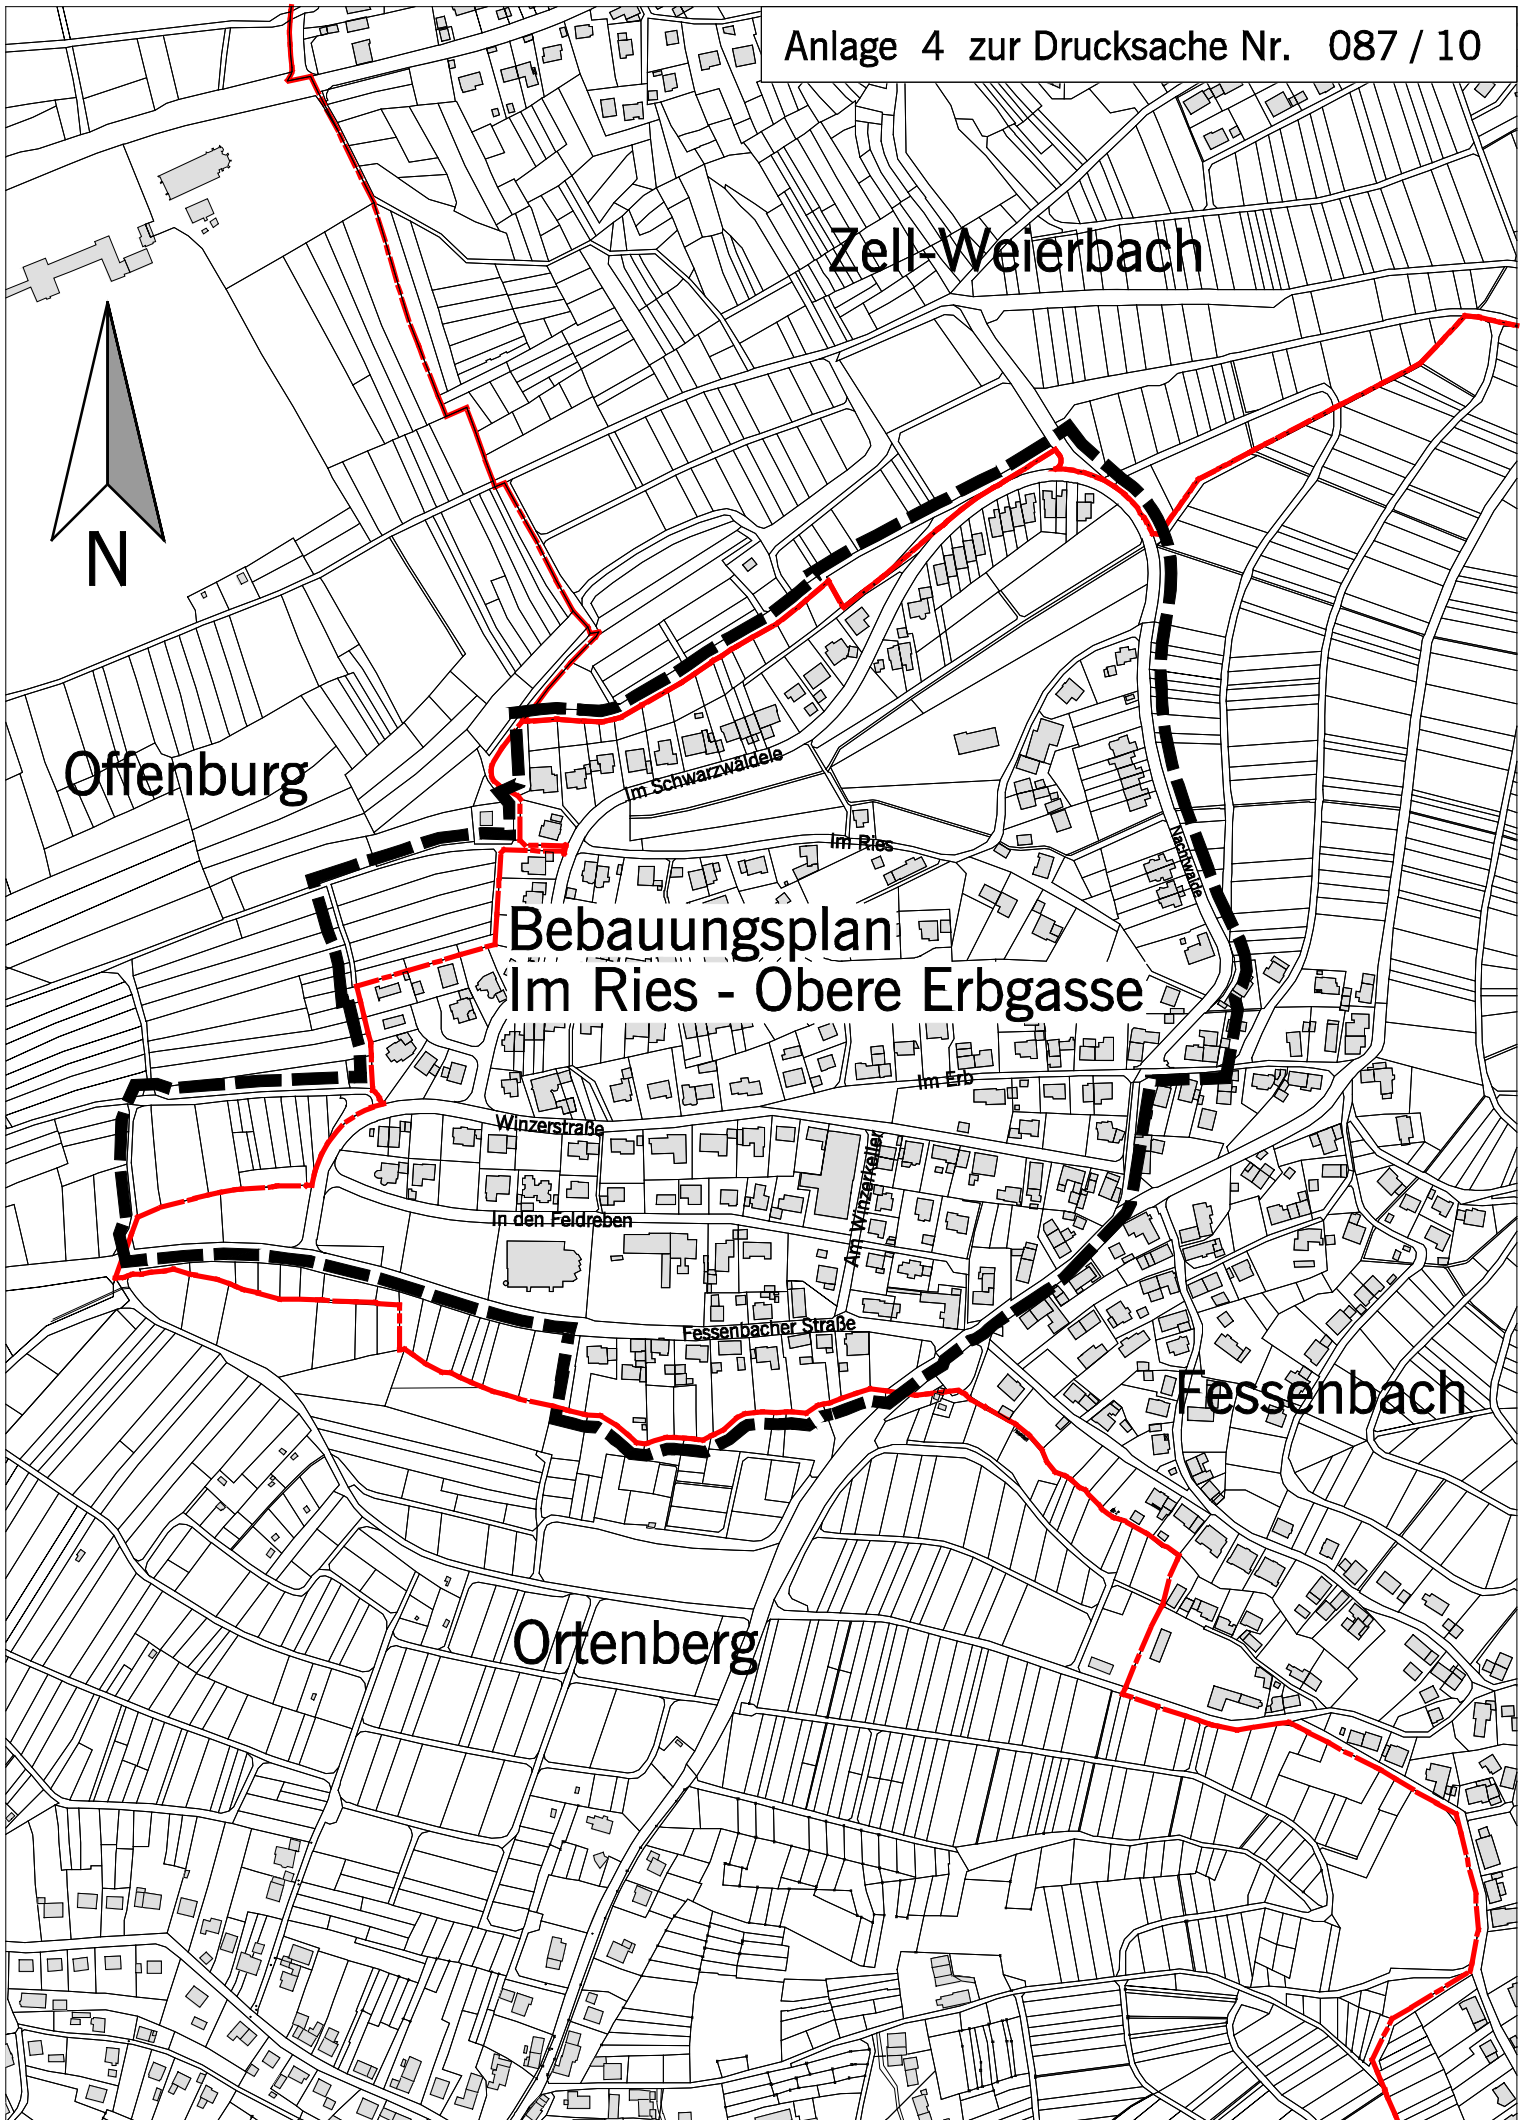 Anlage 4 zur Drucksache Nr. 087 / 10
Zell-Weierbach
N
Offenburg
Im Schwarzwäldele
Im Ries
Nachtwaide
Bebauungsplan
Im Ries - Obere Erbgasse
Im Erb
Winzerstraße
Am Winzerkeller
In den Feldreben
Fessenbacher Straße
Fessenbach
Ortenberg